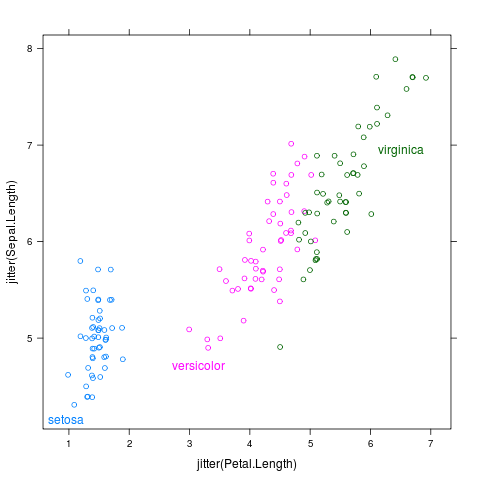 8
7
virginica
6
5
versicolor
setosa
1 2 3 4 5 6 7
jitter(Petal.Length)
jitter(Sepal.Length)